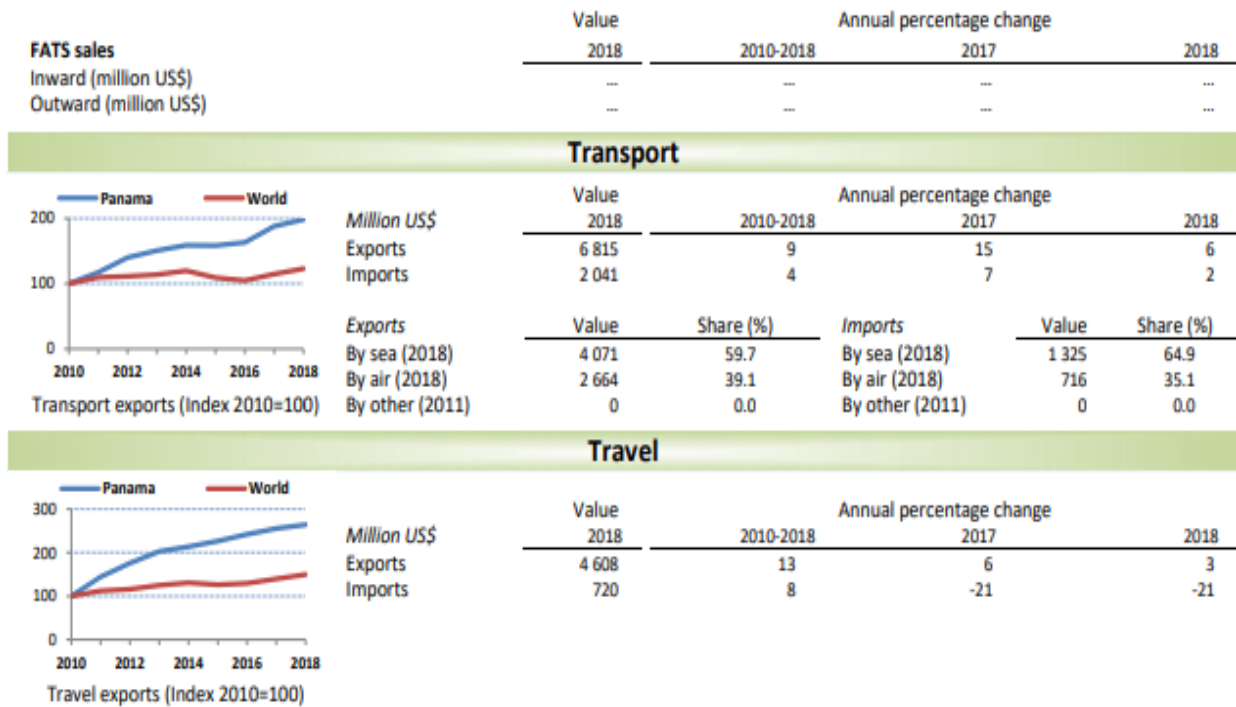 Value Annual percentage change
FATS sales 2018 2010-2018 2017 2018
Inward (million US$) ... ... ... ...
Outward (million US$) ... ... ... ...
Transport
Panama World
200
100
0
2010 2012 2014 2016 2018
Transport exports (Index 2010=100)
Value Annual percentage change
Million US$ 2018 2010-2018 2017 2018
Exports 6 815 9 15 6
Imports 2 041 4 7 2
Exports Value Share (%) Imports Value Share (%)
By sea (2018) 4 071 59.7 By sea (2018) 1 325 64.9
By air (2018) 2 664 39.1 By air (2018) 716 35.1
By other (2011) 0 0.0 By other (2011) 0 0.0
Travel
Panama World
300
200
100
0
2010 2012 2014 2016 2018
Travel exports (Index 2010=100)
Value Annual percentage change
Million US$ 2018 2010-2018 2017 2018
Exports 4 608 13 6 3
Imports 720 8 -21 -21